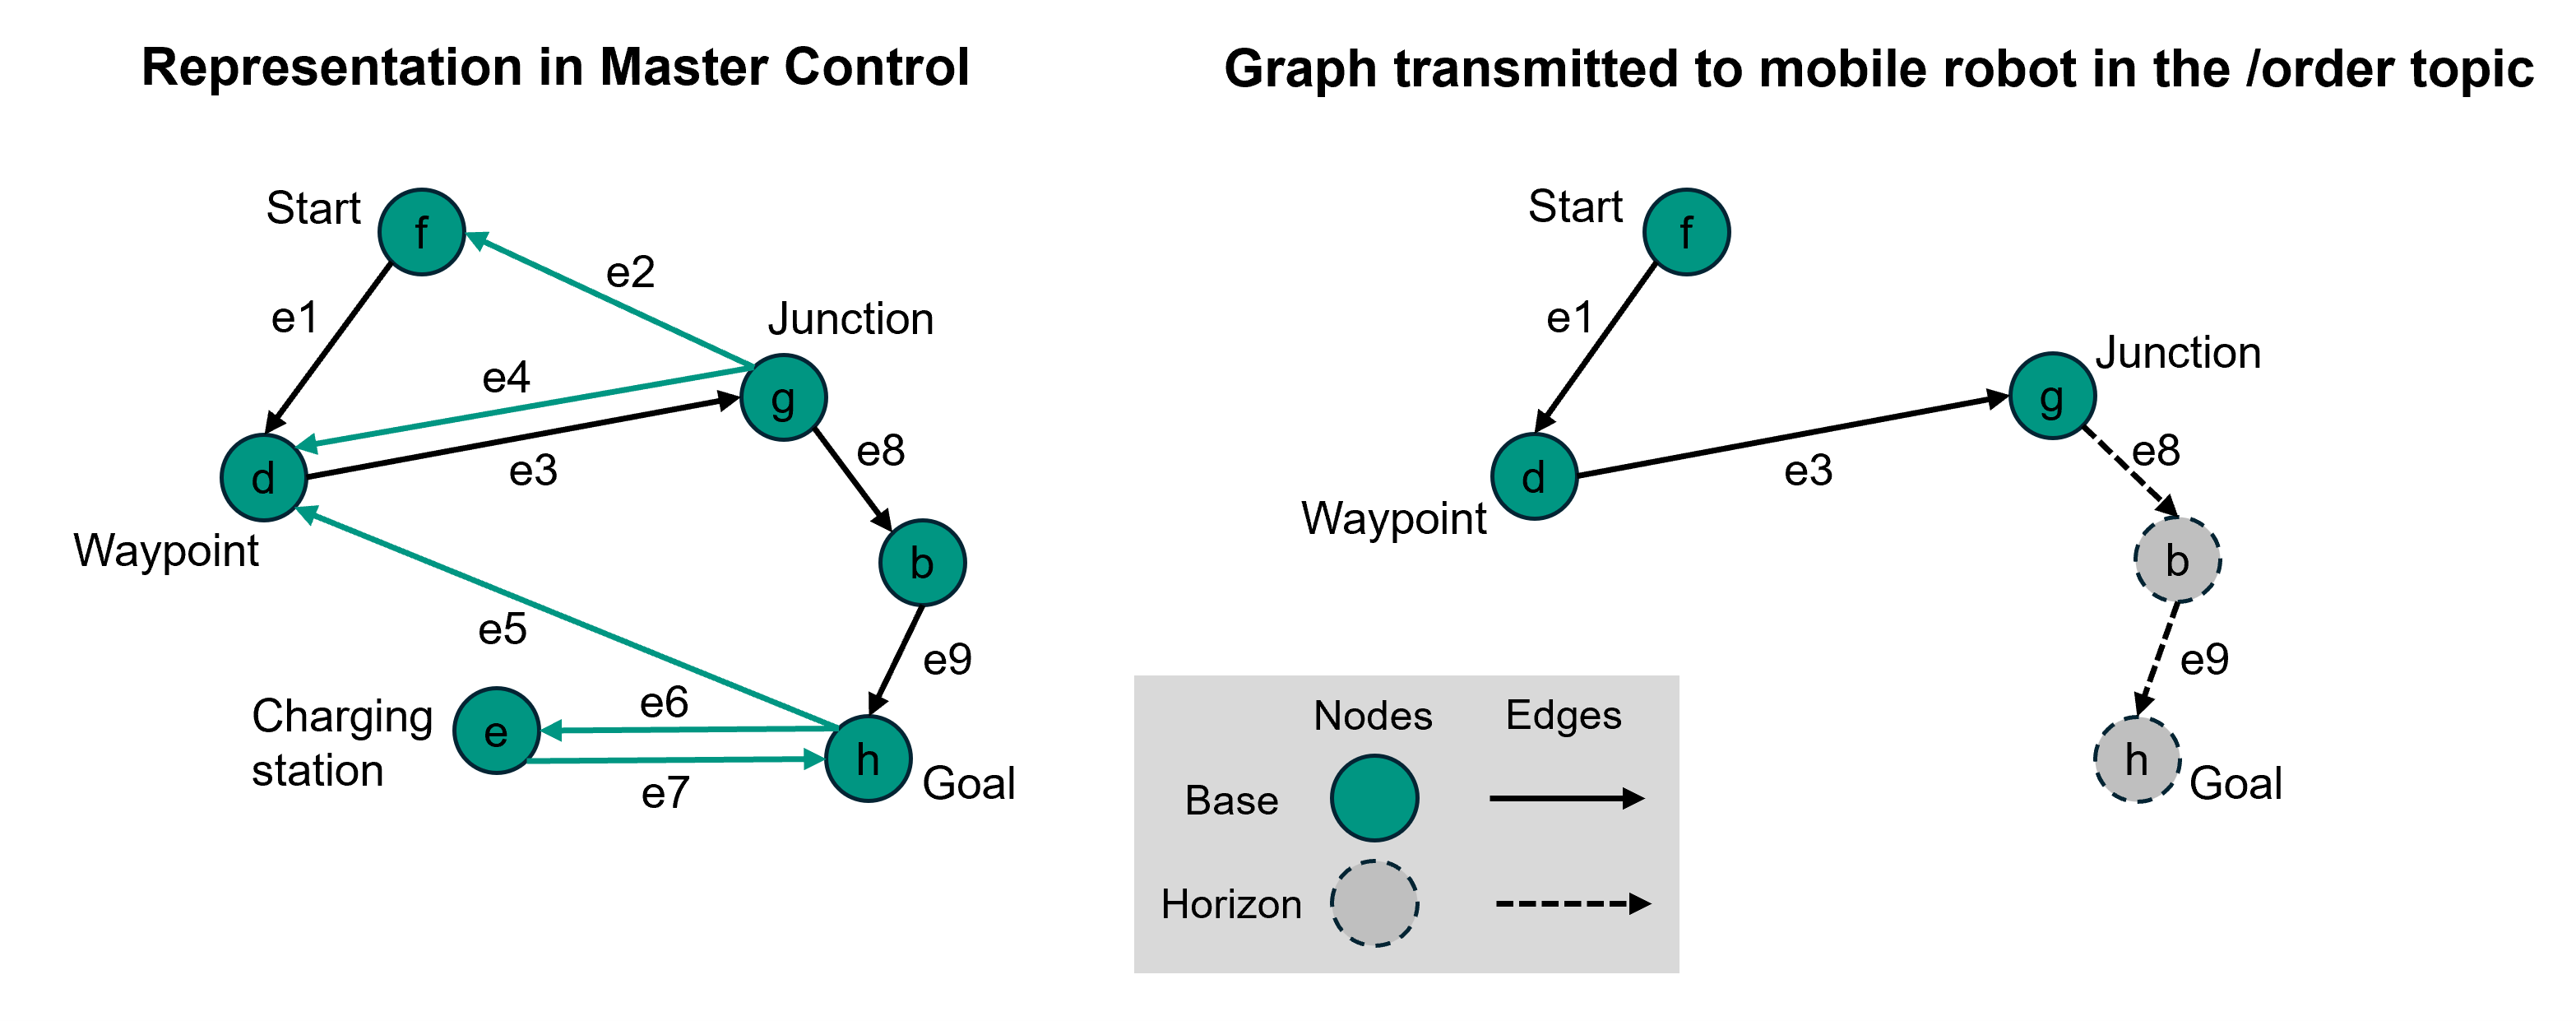 Representation in Master Control
Start
f
e2
e1
Junction
e4
g
e8
d
e3
Waypoint
b
e5
e9
Charging
station
e
e6
h
e7
Goal
Graph transmitted to mobile robot in the /order topic
Start
f
e1
Junction
g
e8
d
e3
Waypoint
b
e9
h
Goal
Nodes
Edges
Base
Horizon